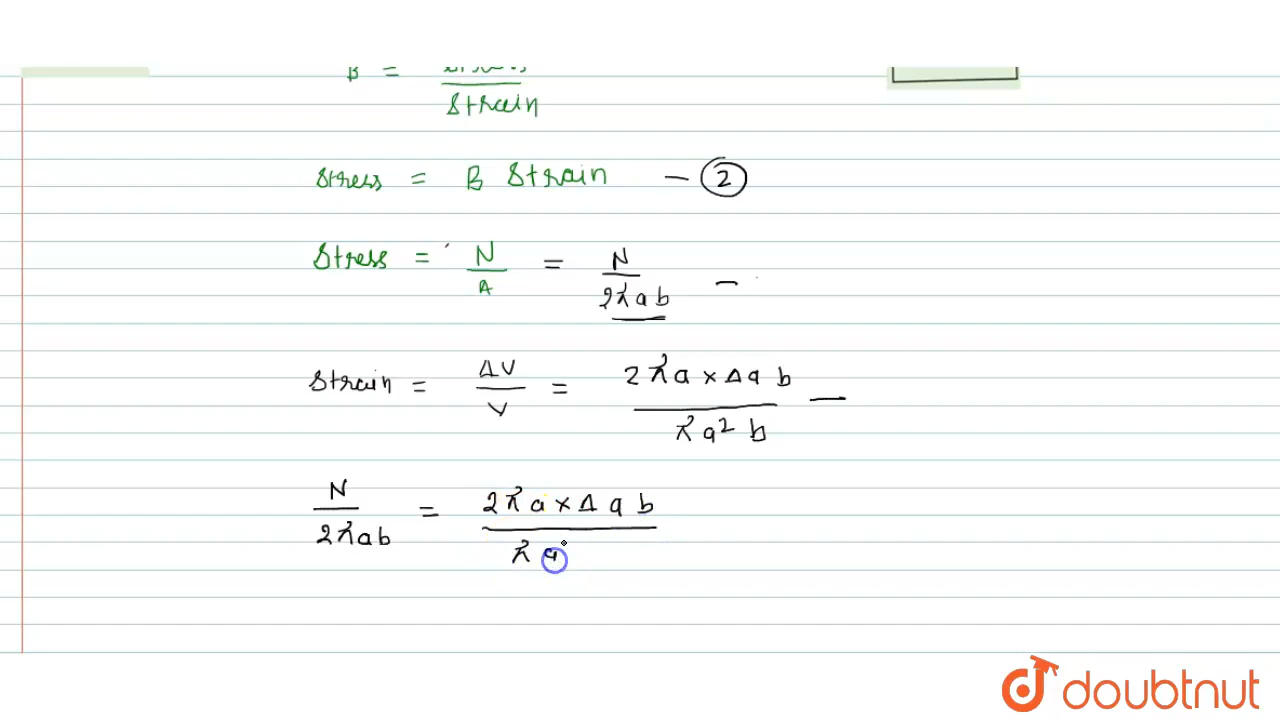 B =
Strain
Stress = B Strain — 2
Stress = N/A = N/2πab —
Strain = ΔV/V = 2πa × Δa b/πa² b —
N/2πab = 2πa × Δa b/πa
doubtnut